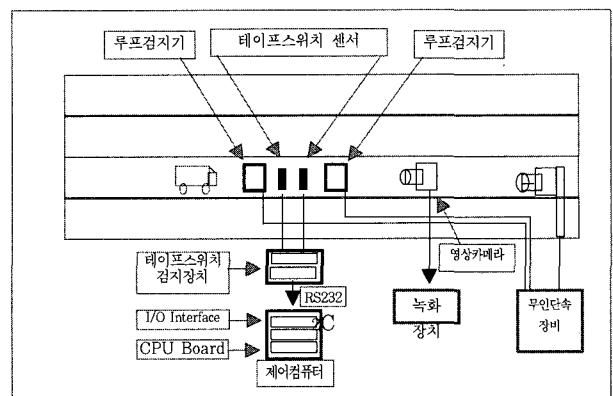 루프검지기
테이프스위치 센서
루프검지기
테이프스위치
검지장치
RS232
영상카메라
I/O Interface
2C
CPU Board
녹화
장치
무인단속
장비
제어컴퓨터